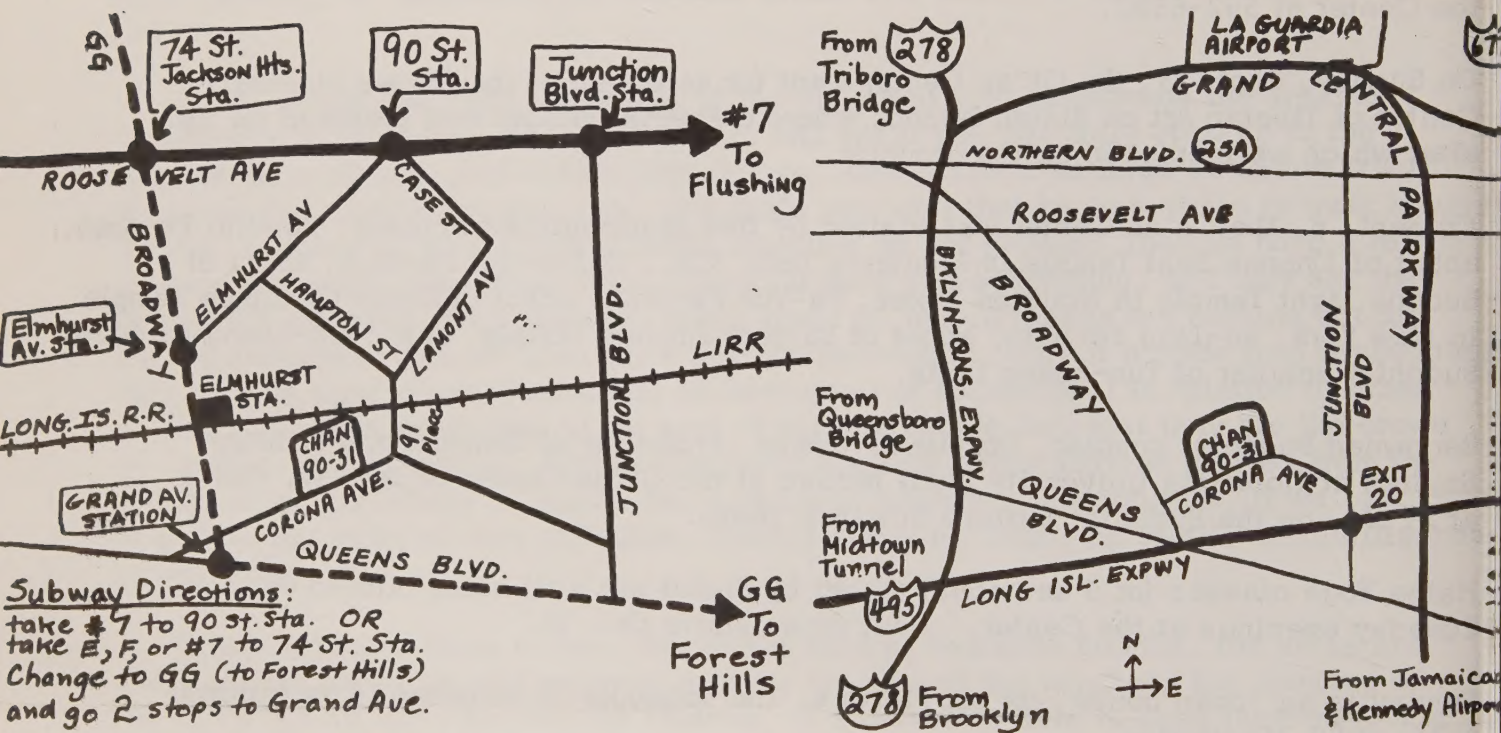 GG
74 St.
Jackson Hts.
Sta.
90 St.
Sta.
Junction
Blvd. Sta.
#7
To
Flushing
ROOSEVELT AVE
BROADWAY
ELMHURST AV
CASE ST
HAMPTON ST
LAMONT AV
JUNCTION BLVD.
Elmhurst
AV. Sta.
ELMHURST
STA.
LONG. IS. R.R.
LIRR
CHAN
90-31
91
Place
GRAND AV.
STATION
CORONA AVE.
QUEENS BLVD.
GG
To
Forest
Hills
Subway Directions:
take #7 to 90 st. Sta. OR
take E, F, or #7 to 74 St. Sta.
Change to GG (to Forest Hills)
and go 2 stops to Grand Ave.
From
Triboro
Bridge
278
LA GUARDIA
AIRPORT
67
GRAND CENTRAL PARKWAY
NORTHERN BLVD. 25A
ROOSEVELT AVE
BKLYN-QNS. EXPWY.
BROADWAY
JUNCTION
BLVD
From
Queensboro
Bridge
CHAN
90-31
CORONA AVE
EXIT
20
QUEENS
BLVD.
From
Midtown
Tunnel
495
LONG ISL. EXPWY
278
From
Brooklyn
N
E
From Jamaica
& Kennedy Airpor